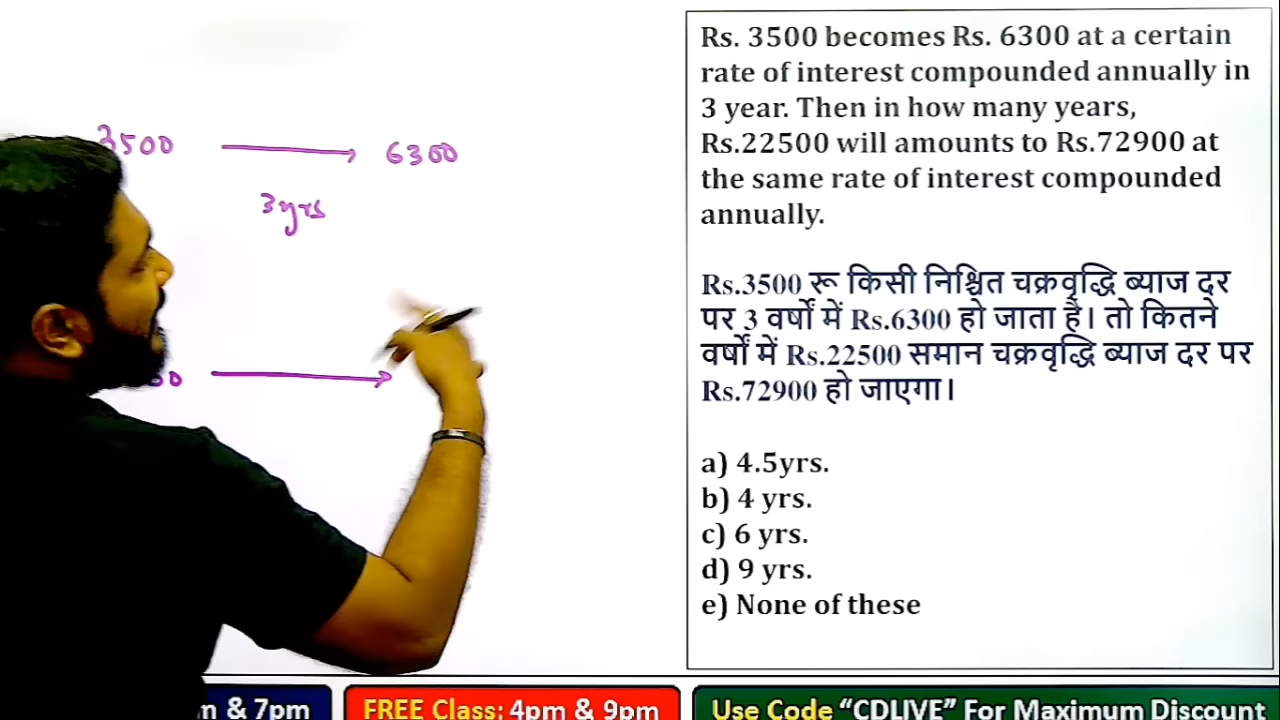 3500 → 6300
3 yrs
→
Rs. 3500 becomes Rs. 6300 at a certain
rate of interest compounded annually in
3 year. Then in how many years,
Rs.22500 will amounts to Rs.72900 at
the same rate of interest compounded
annually.
Rs.3500 रू किसी निश्चित चक्रवृद्धि ब्याज दर
पर 3 वर्षों में Rs.6300 हो जाता है। तो कितने
वर्षों में Rs.22500 समान चक्रवृद्धि ब्याज दर पर
Rs.72900 हो जाएगा।
a) 4.5yrs.
b) 4 yrs.
c) 6 yrs.
d) 9 yrs.
e) None of these
& 7pm
FREE Class: 4pm & 9pm
Use Code “CDLIVE” For Maximum Discount